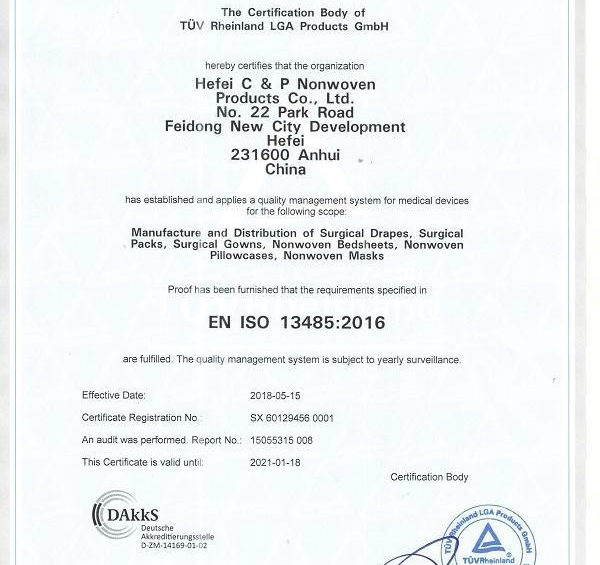 The Certification Body of
TÜV Rheinland LGA Products GmbH
hereby certifies that the organization
Hefei C & P Nonwoven
Products Co., Ltd.
No. 22 Park Road
Feidong New City Development
Hefei
231600 Anhui
China
has established and applies a quality management system for medical devices
for the following scope:
Manufacture and Distribution of Surgical Drapes, Surgical
Packs, Surgical Gowns, Nonwoven Bedsheets, Nonwoven
Pillowcases, Nonwoven Masks
Proof has been furnished that the requirements specified in
EN ISO 13485:2016
are fulfilled. The quality management system is subject to yearly surveillance.
Effective Date: 2018-05-15
Certificate Registration No.: SX 60129456 0001
An audit was performed. Report No.: 15055315 008
This Certificate is valid until: 2021-01-18
Certification Body
DAkkS
Deutsche
Akkreditierungsstelle
D-ZM-14169-01-02
TÜV Rheinland LGA Products GmbH
TÜVRheinland